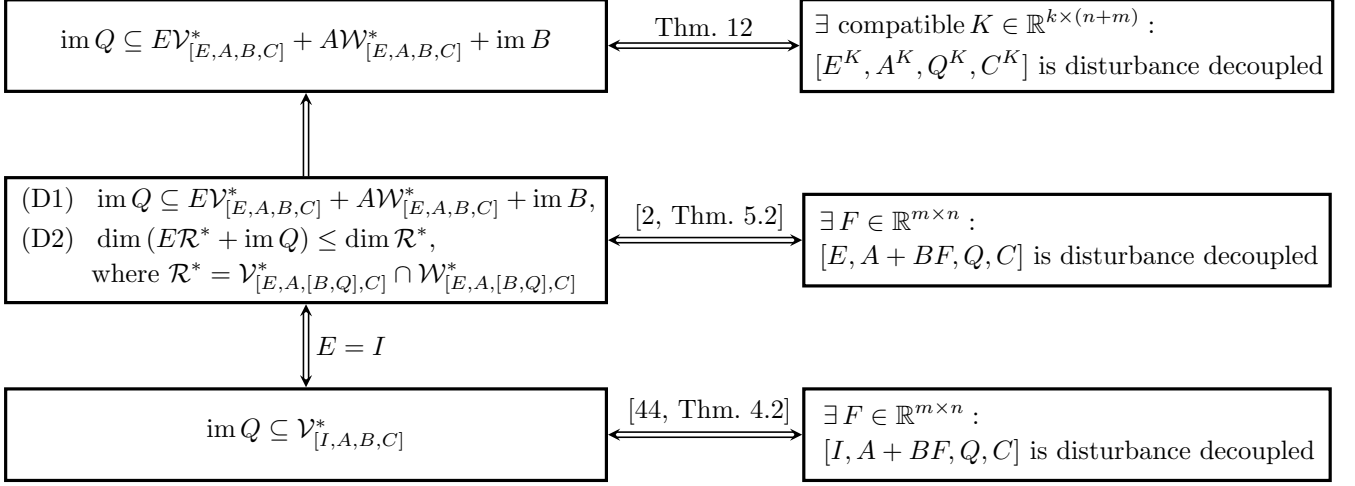 im Q ⊆ EV*_{[E,A,B,C]} + AW*_{[E,A,B,C]} + im B
Thm. 12
∃ compatible K ∈ ℝ^{k×(n+m)} :
[E^K, A^K, Q^K, C^K] is disturbance decoupled
(D1) im Q ⊆ EV*_{[E,A,B,C]} + AW*_{[E,A,B,C]} + im B,
(D2) dim (ER* + im Q) ≤ dim R*,
where R* = V*_{[E,A,[B,Q],C]} ∩ W*_{[E,A,[B,Q],C]}
[2, Thm. 5.2]
∃ F ∈ ℝ^{m×n} :
[E, A + BF, Q, C] is disturbance decoupled
E = I
im Q ⊆ V*_{[I,A,B,C]}
[44, Thm. 4.2]
∃ F ∈ ℝ^{m×n} :
[I, A + BF, Q, C] is disturbance decoupled